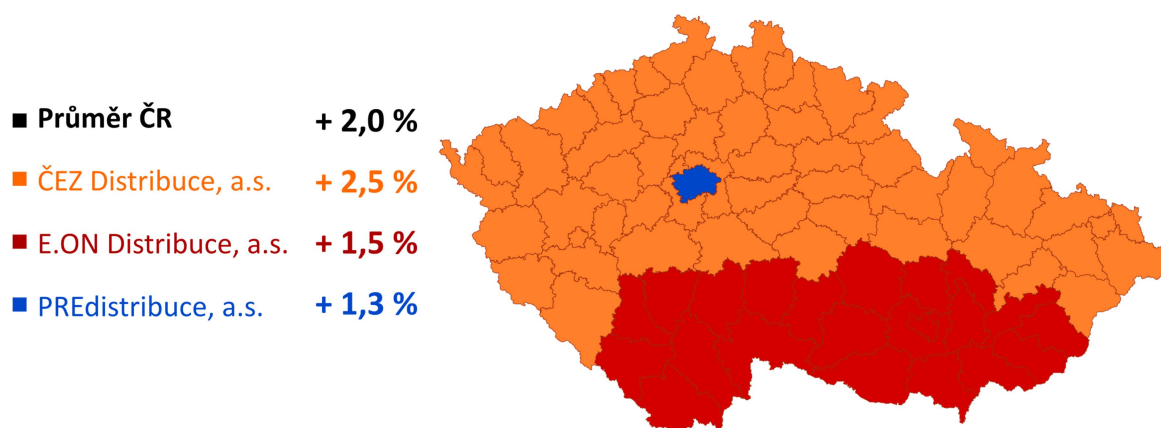 Průměr ČR + 2,0 %
ČEZ Distribuce, a.s. + 2,5 %
E.ON Distribuce, a.s. + 1,5 %
PREdistribuce, a.s. + 1,3 %